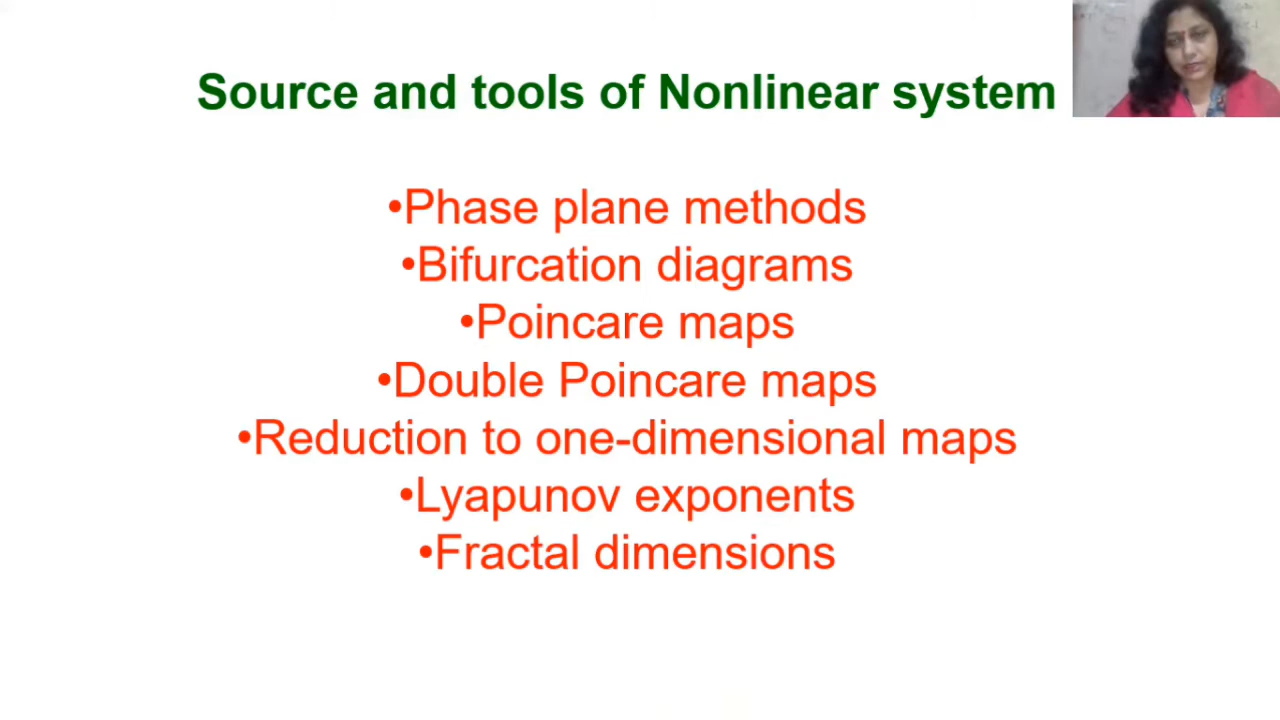 Source and tools of Nonlinear system
•Phase plane methods
•Bifurcation diagrams
•Poincare maps
•Double Poincare maps
•Reduction to one-dimensional maps
•Lyapunov exponents
•Fractal dimensions